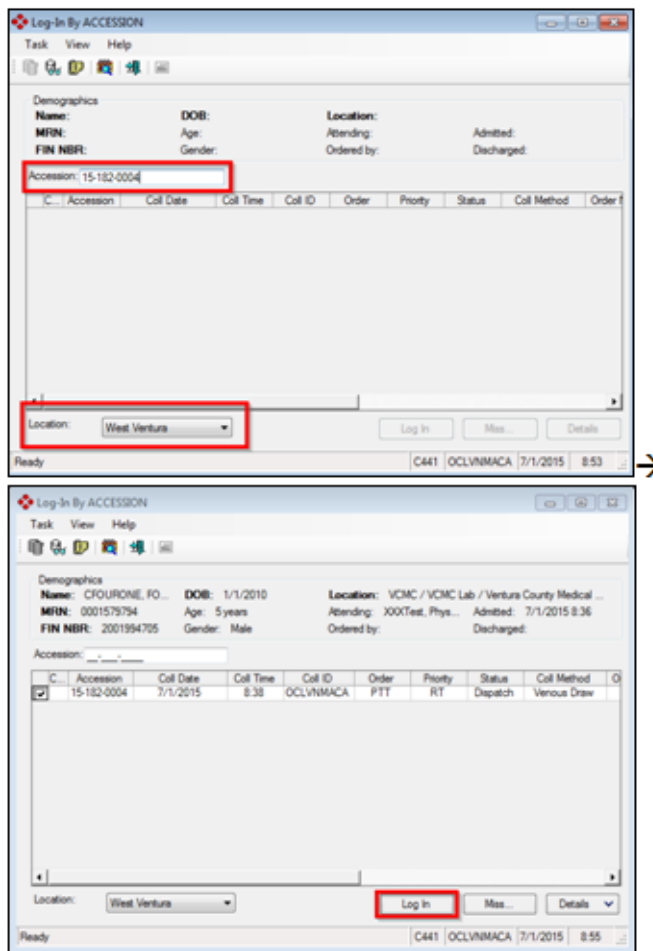 Log-In By ACCESSION
Task View Help
Demographics
Name: DOB: Location:
MRN: Age: Attending: Admitted:
FIN NBR: Gender: Ordered by: Discharged:
Accession: 15-182-0004
C... Accession Coll Date Coll Time Coll ID Order Priority Status Coll Method Order
Location: West Ventura Log In Miss... Details
Ready C441 OCLVNMACA 7/1/2015 8:53
→
Log-In By ACCESSION
Task View Help
Demographics
Name: CFOURONE, FO... DOB: 1/1/2010 Location: VCMC / VCMC Lab / Ventura County Medical ...
MRN: 0001579794 Age: 5 years Attending: XXXTest, Phys... Admitted: 7/1/2015 8:36
FIN NBR: 2001994705 Gender: Male Ordered by: Discharged:
Accession: __-___-____
C... Accession Coll Date Coll Time Coll ID Order Priority Status Coll Method O
15-182-0004 7/1/2015 8:38 OCLVNMACA PTT RT Dispatch Venous Draw
Location: West Ventura Log In Miss... Details
Ready C441 OCLVNMACA 7/1/2015 8:55